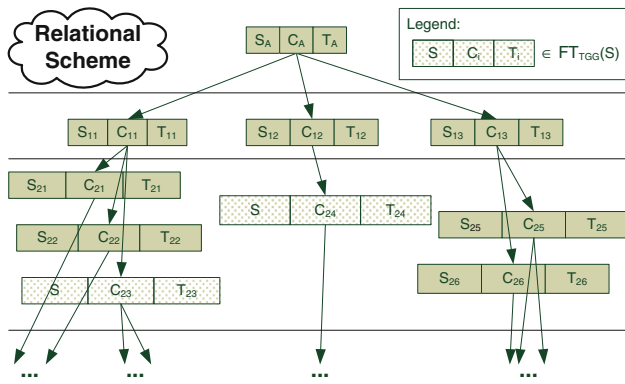 Relational
Scheme
S_A C_A T_A
Legend:
S C_i T_i ∈ FT_TGG(S)
S_11 C_11 T_11
S_12 C_12 T_12
S_13 C_13 T_13
S_21 C_21 T_21
S C_24 T_24
S_25 C_25 T_25
S_22 C_22 T_22
S_26 C_26 T_26
S C_23 T_23
... ... ... ...